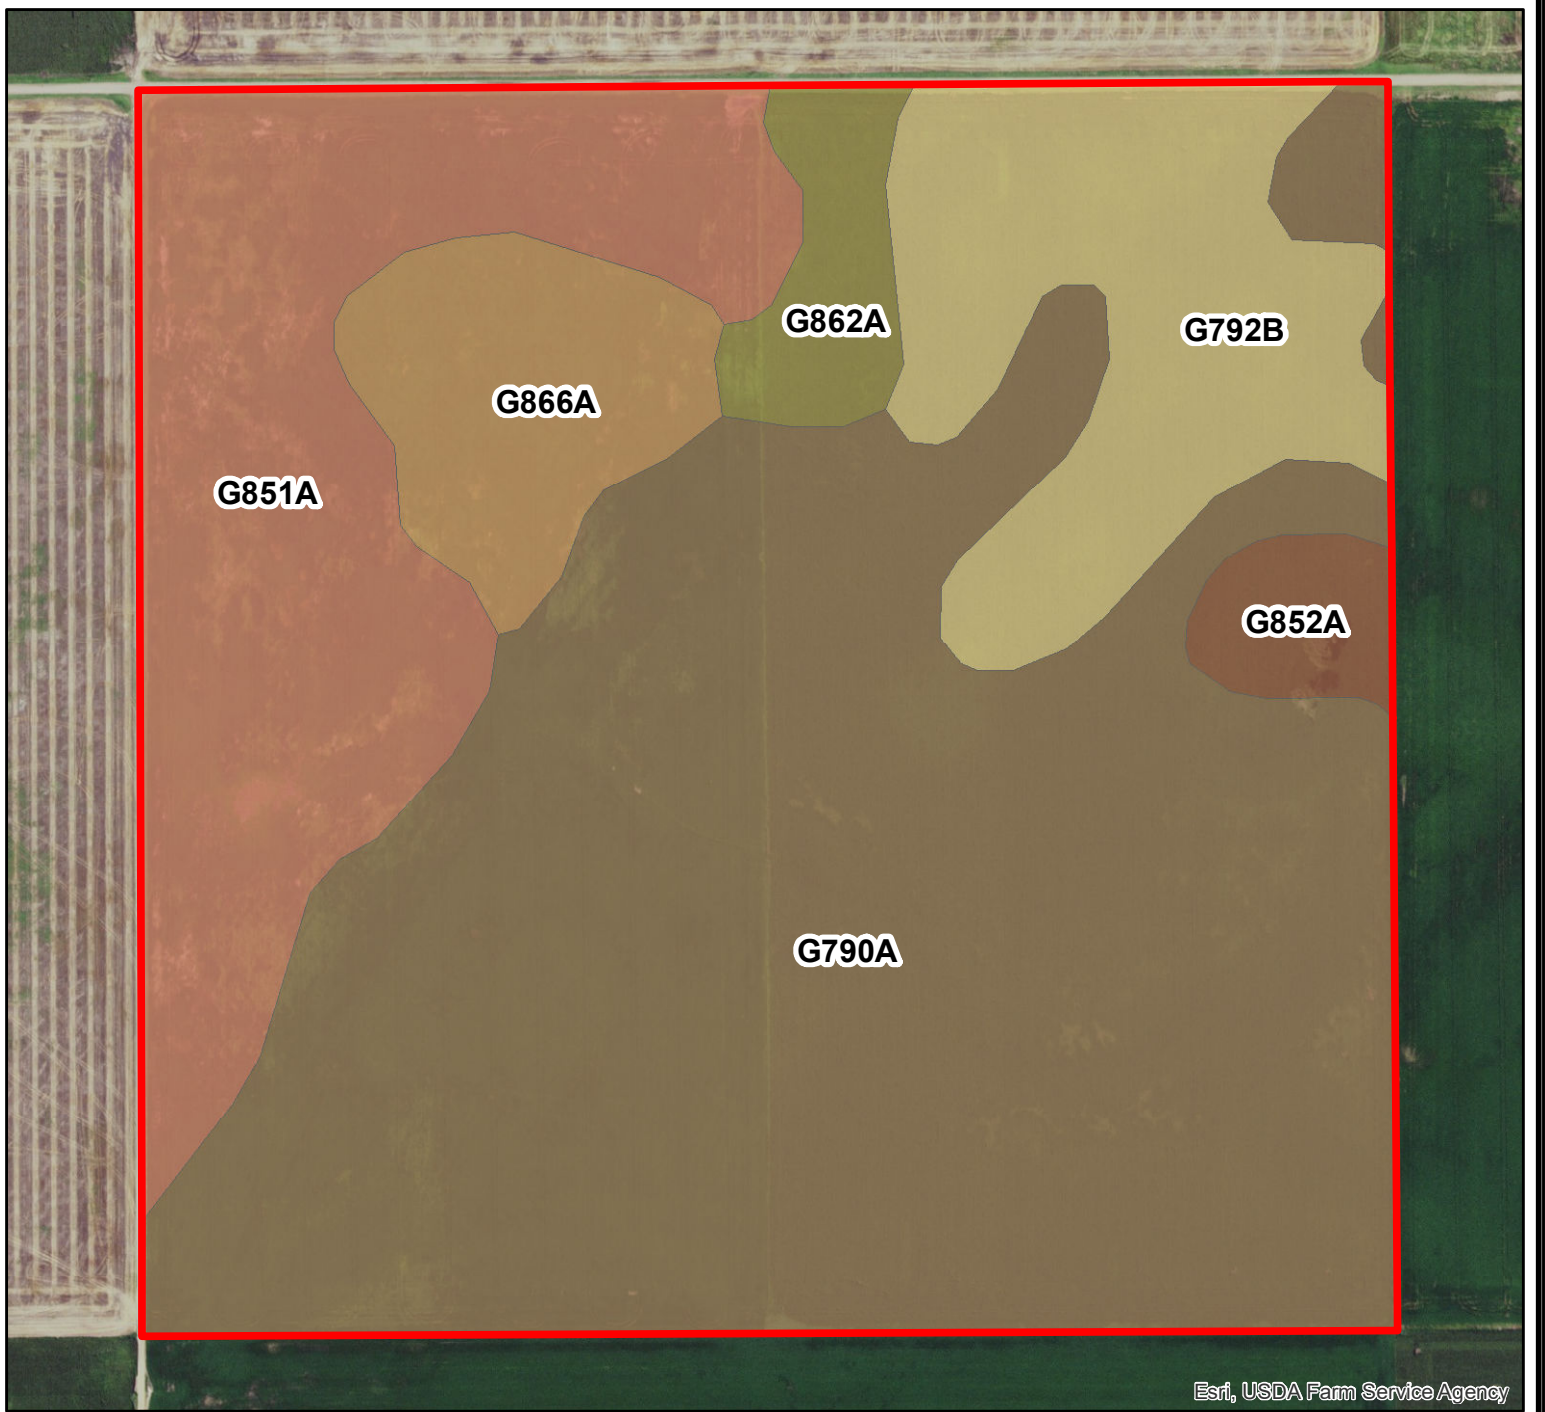 G862A
G792B
G866A
G851A
G852A
G790A
Esri, USDA Farm Service Agency